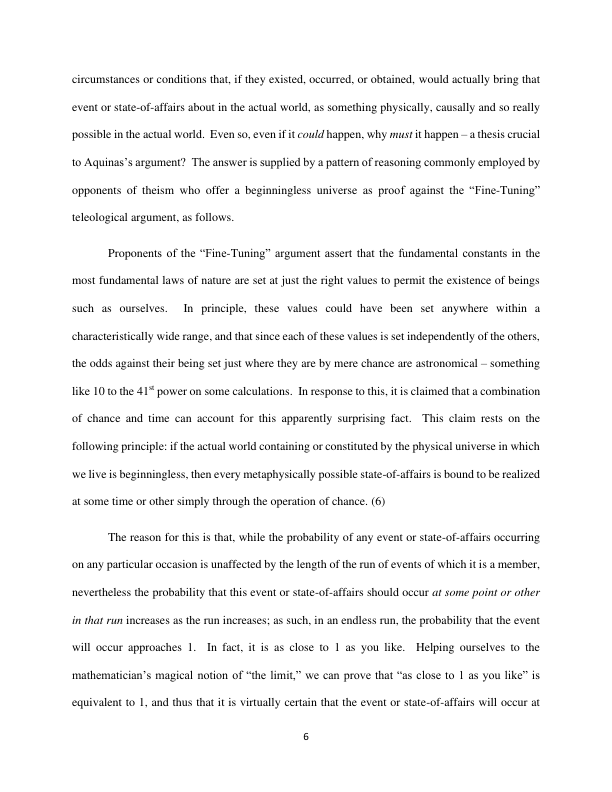 circumstances or conditions that, if they existed, occurred, or obtained, would actually bring that
event or state-of-affairs about in the actual world, as something physically, causally and so really
possible in the actual world.  Even so, even if it could happen, why must it happen – a thesis crucial
to Aquinas’s argument?  The answer is supplied by a pattern of reasoning commonly employed by
opponents of theism who offer a beginningless universe as proof against the “Fine-Tuning”
teleological argument, as follows.
Proponents of the “Fine-Tuning” argument assert that the fundamental constants in the
most fundamental laws of nature are set at just the right values to permit the existence of beings
such as ourselves.  In principle, these values could have been set anywhere within a
characteristically wide range, and that since each of these values is set independently of the others,
the odds against their being set just where they are by mere chance are astronomical – something
like 10 to the 41st power on some calculations.  In response to this, it is claimed that a combination
of chance and time can account for this apparently surprising fact.  This claim rests on the
following principle: if the actual world containing or constituted by the physical universe in which
we live is beginningless, then every metaphysically possible state-of-affairs is bound to be realized
at some time or other simply through the operation of chance. (6)
The reason for this is that, while the probability of any event or state-of-affairs occurring
on any particular occasion is unaffected by the length of the run of events of which it is a member,
nevertheless the probability that this event or state-of-affairs should occur at some point or other
in that run increases as the run increases; as such, in an endless run, the probability that the event
will occur approaches 1.  In fact, it is as close to 1 as you like.  Helping ourselves to the
mathematician’s magical notion of “the limit,” we can prove that “as close to 1 as you like” is
equivalent to 1, and thus that it is virtually certain that the event or state-of-affairs will occur at
6